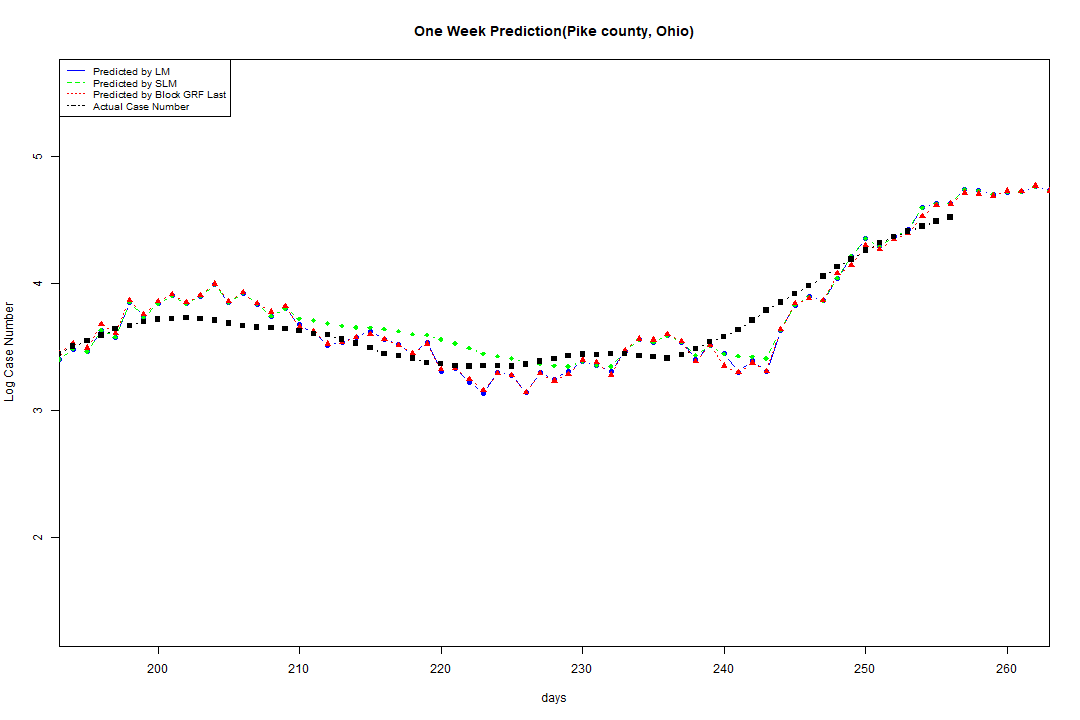 One Week Prediction(Pike county, Ohio)
Predicted by LM
Predicted by SLM
Predicted by Block GRF Last
Actual Case Number
Log Case Number
5
4
3
2
200 210 220 230 240 250 260
days